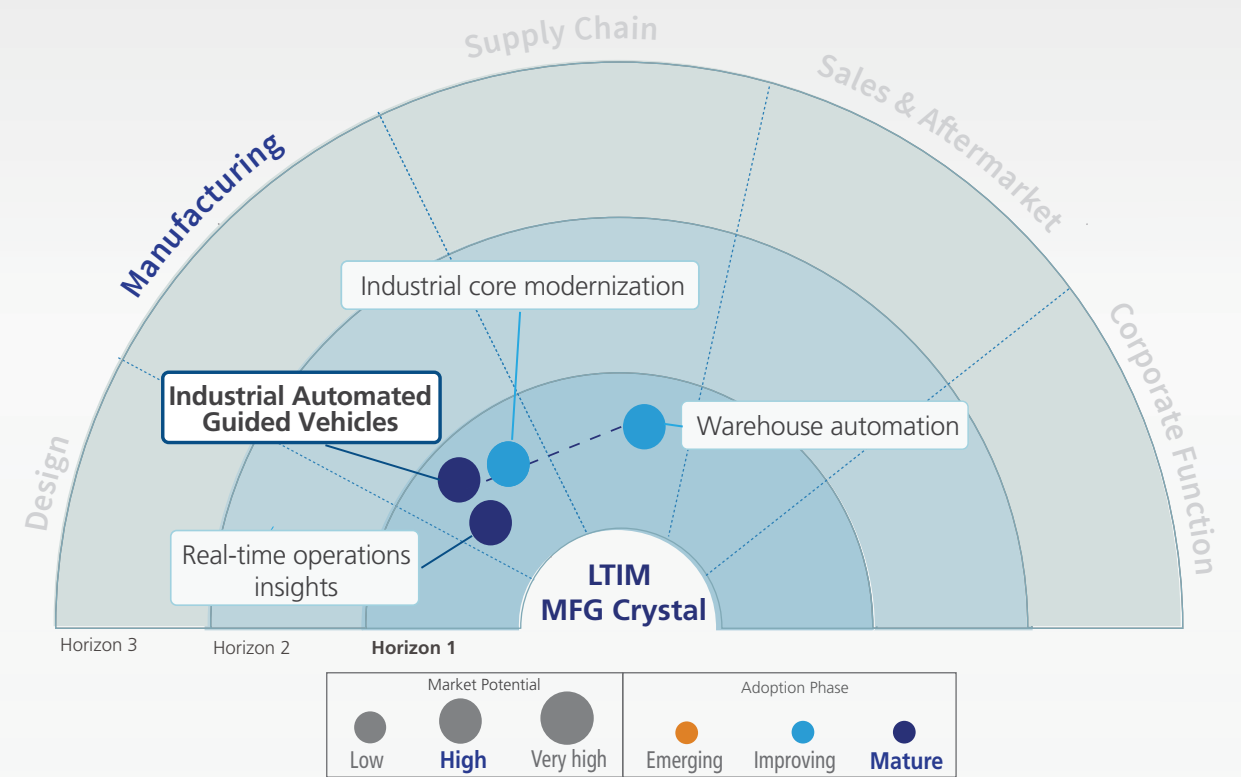 Supply Chain
Sales & Aftermarket
Manufacturing
Industrial core modernization
Corporate Function
Industrial Automated
Guided Vehicles
Warehouse automation
Design
Real-time operations
insights
LTIM
MFG Crystal
Horizon 3
Horizon 2
Horizon 1
Market Potential
Low
High
Very high
Adoption Phase
Emerging
Improving
Mature